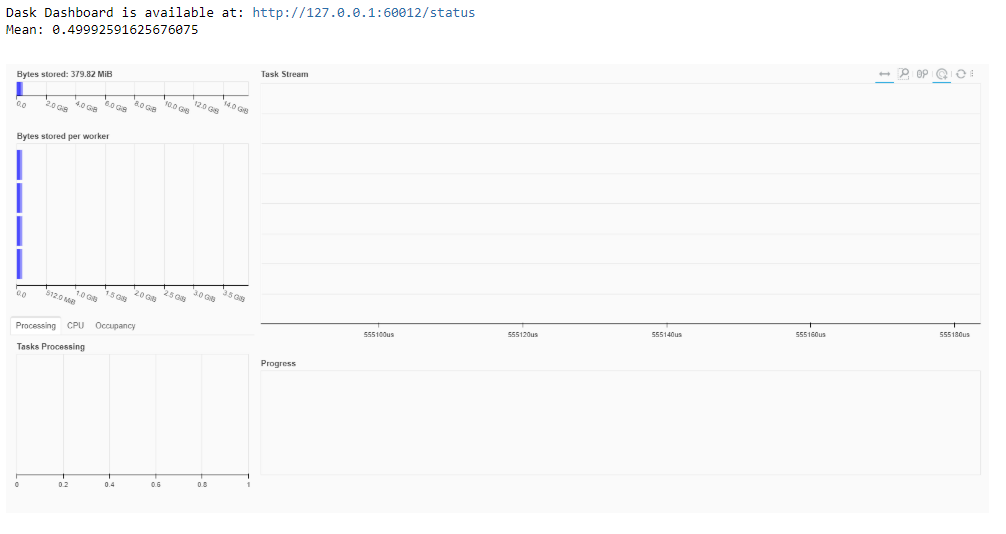 Dask Dashboard is available at: http://127.0.0.1:60012/status
Mean: 0.49992591625676075
Bytes stored: 379.82 MiB
0.0 2.0 GiB 4.0 GiB 6.0 GiB 8.0 GiB 10.0 GiB 12.0 GiB 14.0 GiB
Bytes stored per worker
0.0 512.0 MiB 1.0 GiB 1.5 GiB 2.0 GiB 2.5 GiB 3.0 GiB 3.5 GiB
Processing CPU Occupancy
Tasks Processing
0 0.2 0.4 0.6 0.8 1
Task Stream
555100us 555120us 555140us 555160us 555180us
Progress